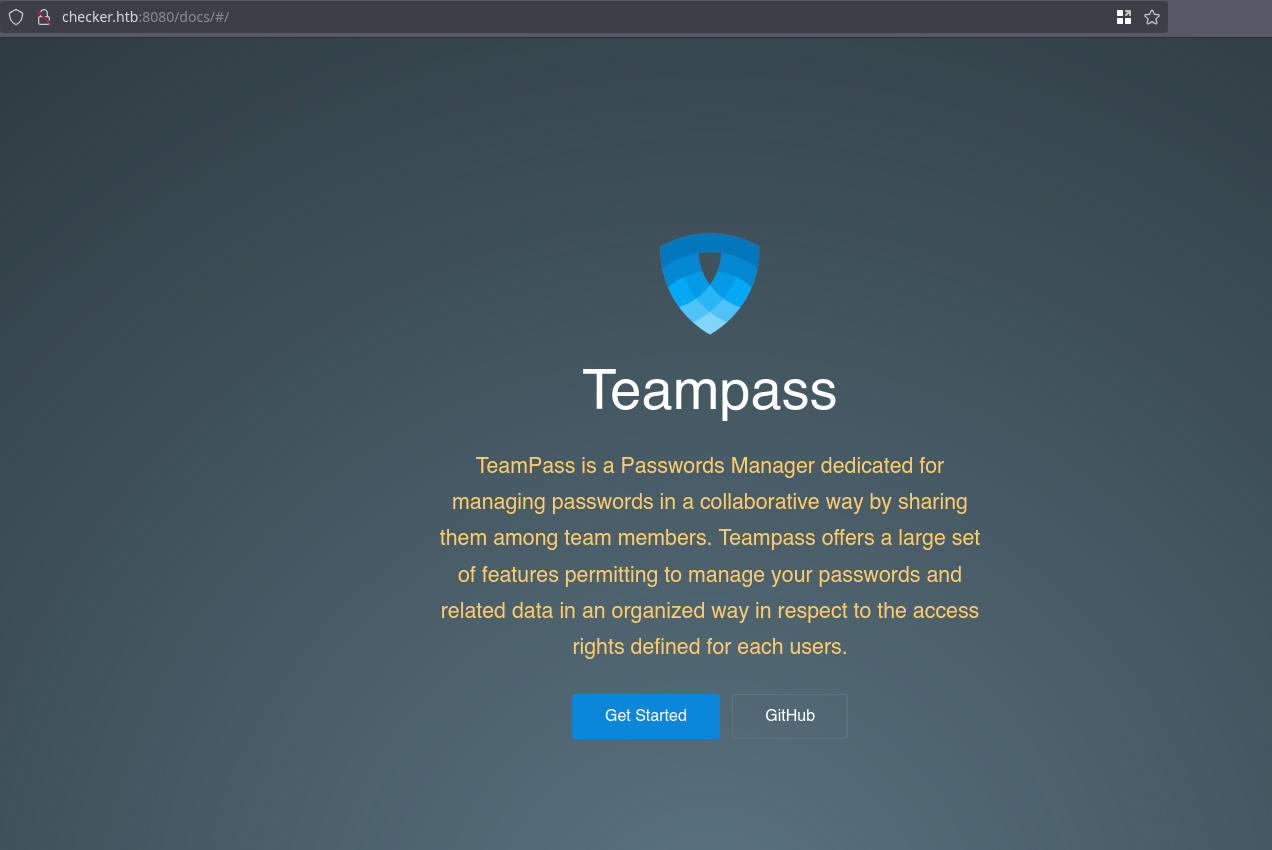 checker.htb:8080/docs/#/
Teampass
TeamPass is a Passwords Manager dedicated for
managing passwords in a collaborative way by sharing
them among team members. Teampass offers a large set
of features permitting to manage your passwords and
related data in an organized way in respect to the access
rights defined for each users.
Get Started
GitHub